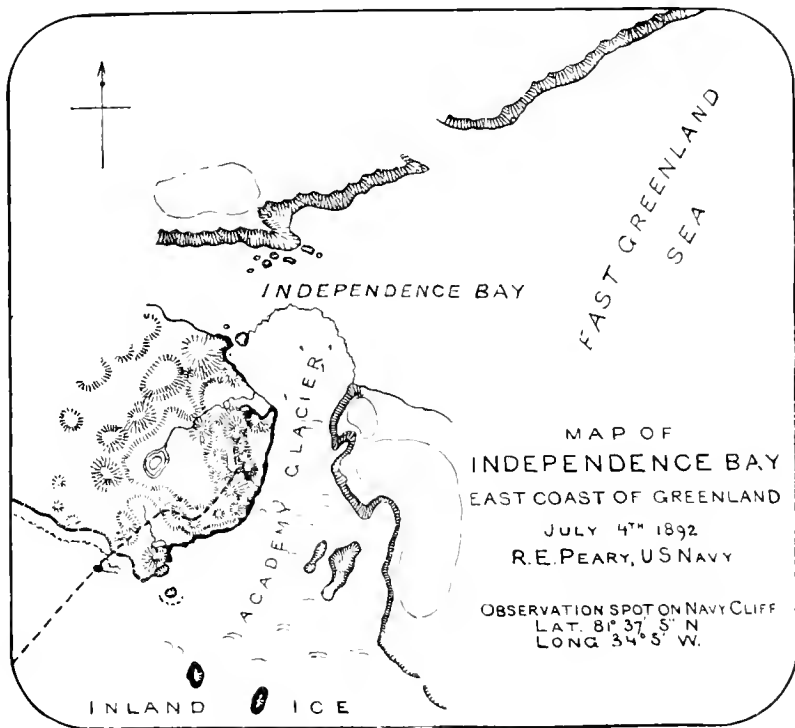 EAST GREENLAND
SEA
INDEPENDENCE BAY
ACADEMY GLACIER
MAP OF
INDEPENDENCE BAY
EAST COAST OF GREENLAND
JULY 4TH 1892
R.E. PEARY, US NAVY
OBSERVATION SPOT ON NAVY CLIFF
LAT. 81° 37' 5" N
LONG 34° 5' W.
INLAND ICE